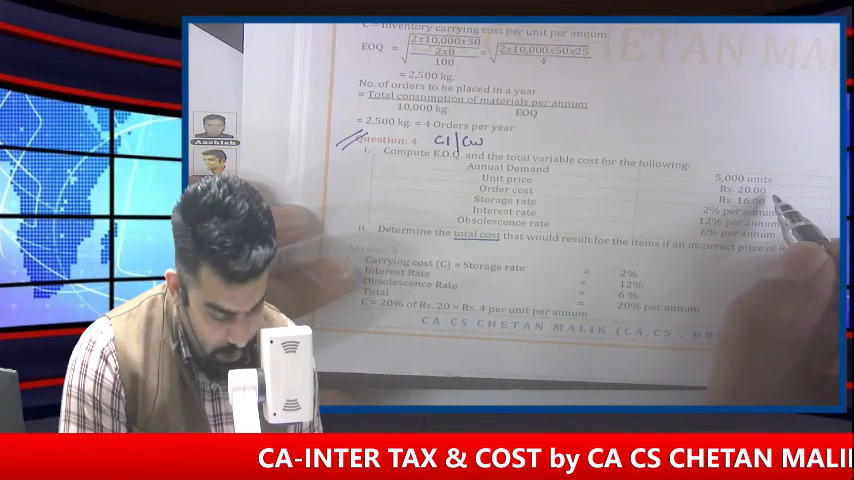 C = Inventory carrying cost per unit per annum.
EOQ = √ 2x10,000x50 / 2x8 / 100 = √ 2x10,000x50x25 / 4
= 2,500 kg.
No. of orders to be placed in a year
= Total consumption of materials per annum / EOQ
10,000 kg.
= 2,500 kg. = 4 Orders per year
Question: 4 CI/CW
i. Compute E.O.Q. and the total variable cost for the following:
Annual Demand 5,000 units
Unit price Rs. 20.00
Order cost Rs. 16.00
Storage rate 2% per annum
Interest rate 12% per annum
Obsolescence rate 6% per annum
ii. Determine the total cost that would result for the items if an incorrect price of
Answer 4
Carrying cost (C) = Storage rate = 2%
Interest Rate = 12%
Obsolescence Rate = 6 %
Total = 20% per annum
C = 20% of Rs. 20 = Rs. 4 per unit per annum
CA CS CHETAN MALIK (CA,CS .
CHETAN
Aashish
CA-INTER TAX & COST by CA CS CHETAN MALI